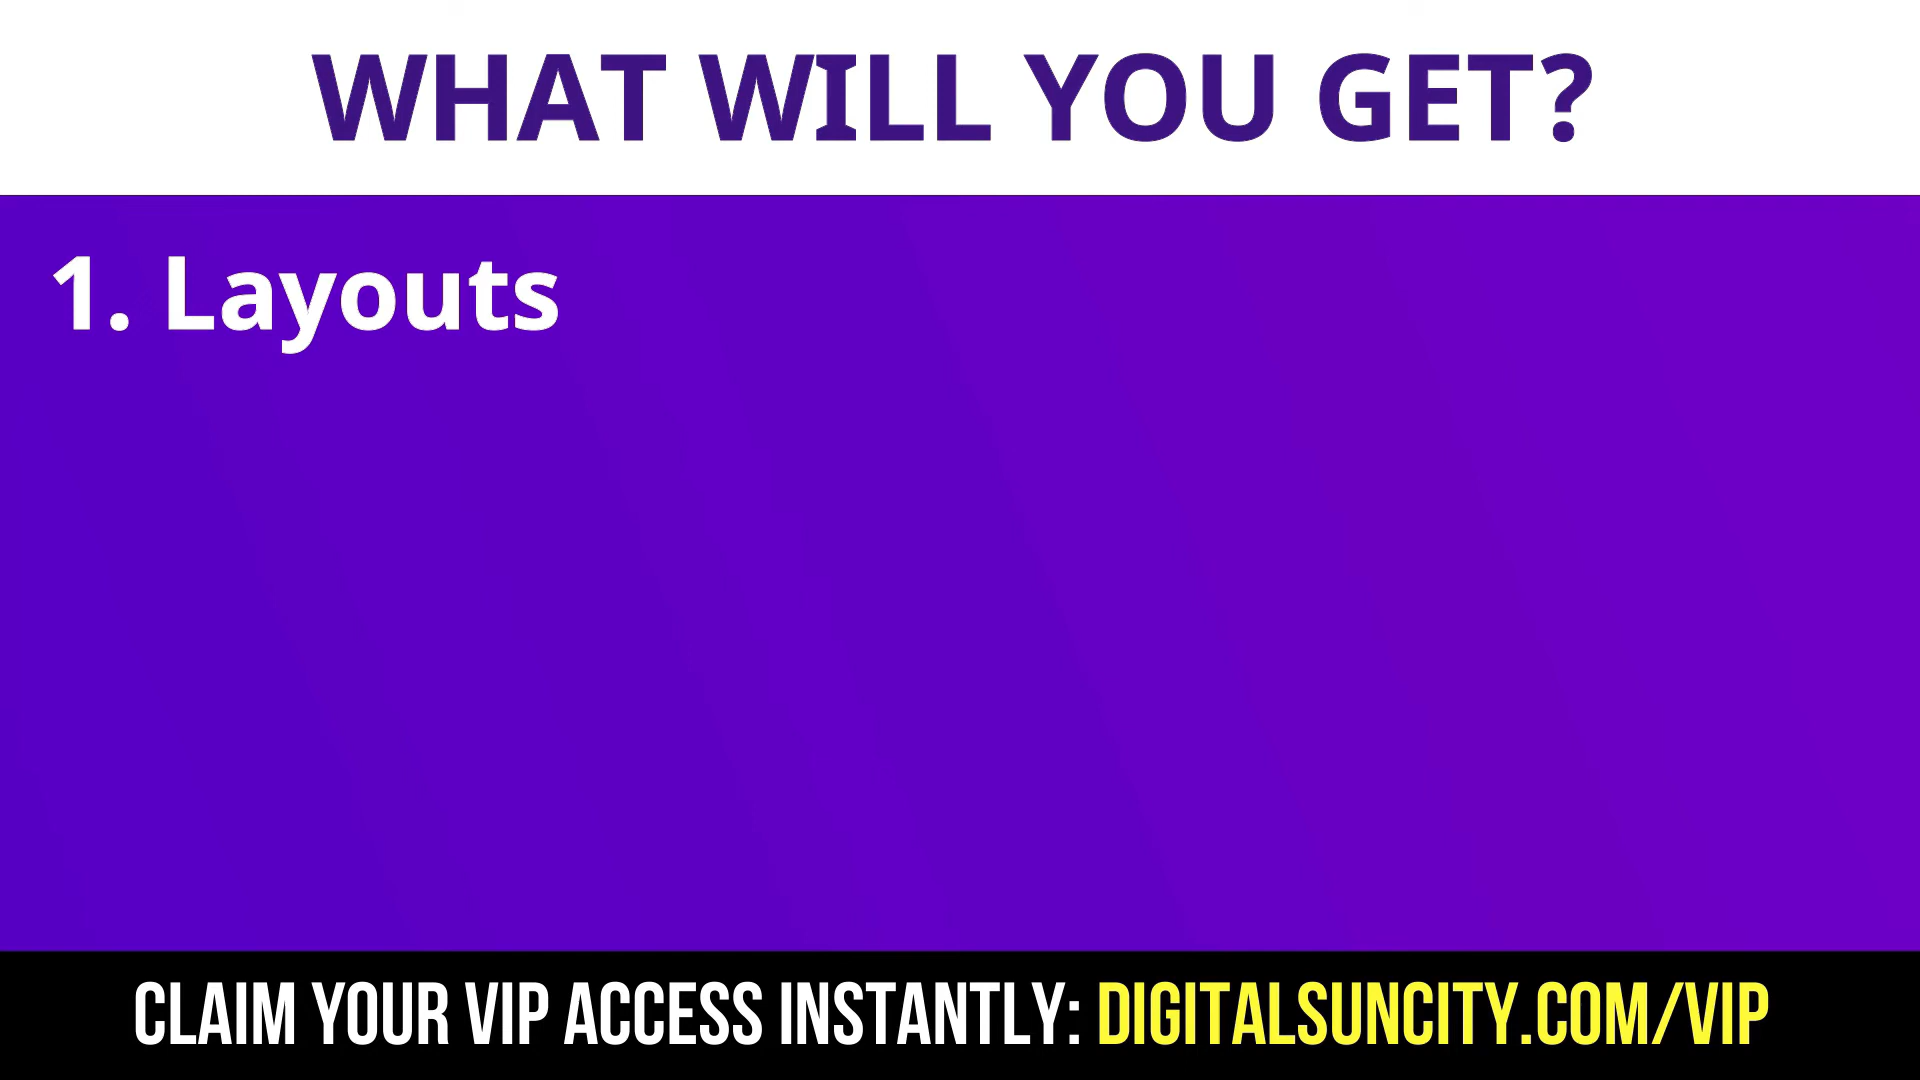 WHAT WILL YOU GET?
1. Layouts
CLAIM YOUR VIP ACCESS INSTANTLY: DIGITALSUNCITY.COM/VIP